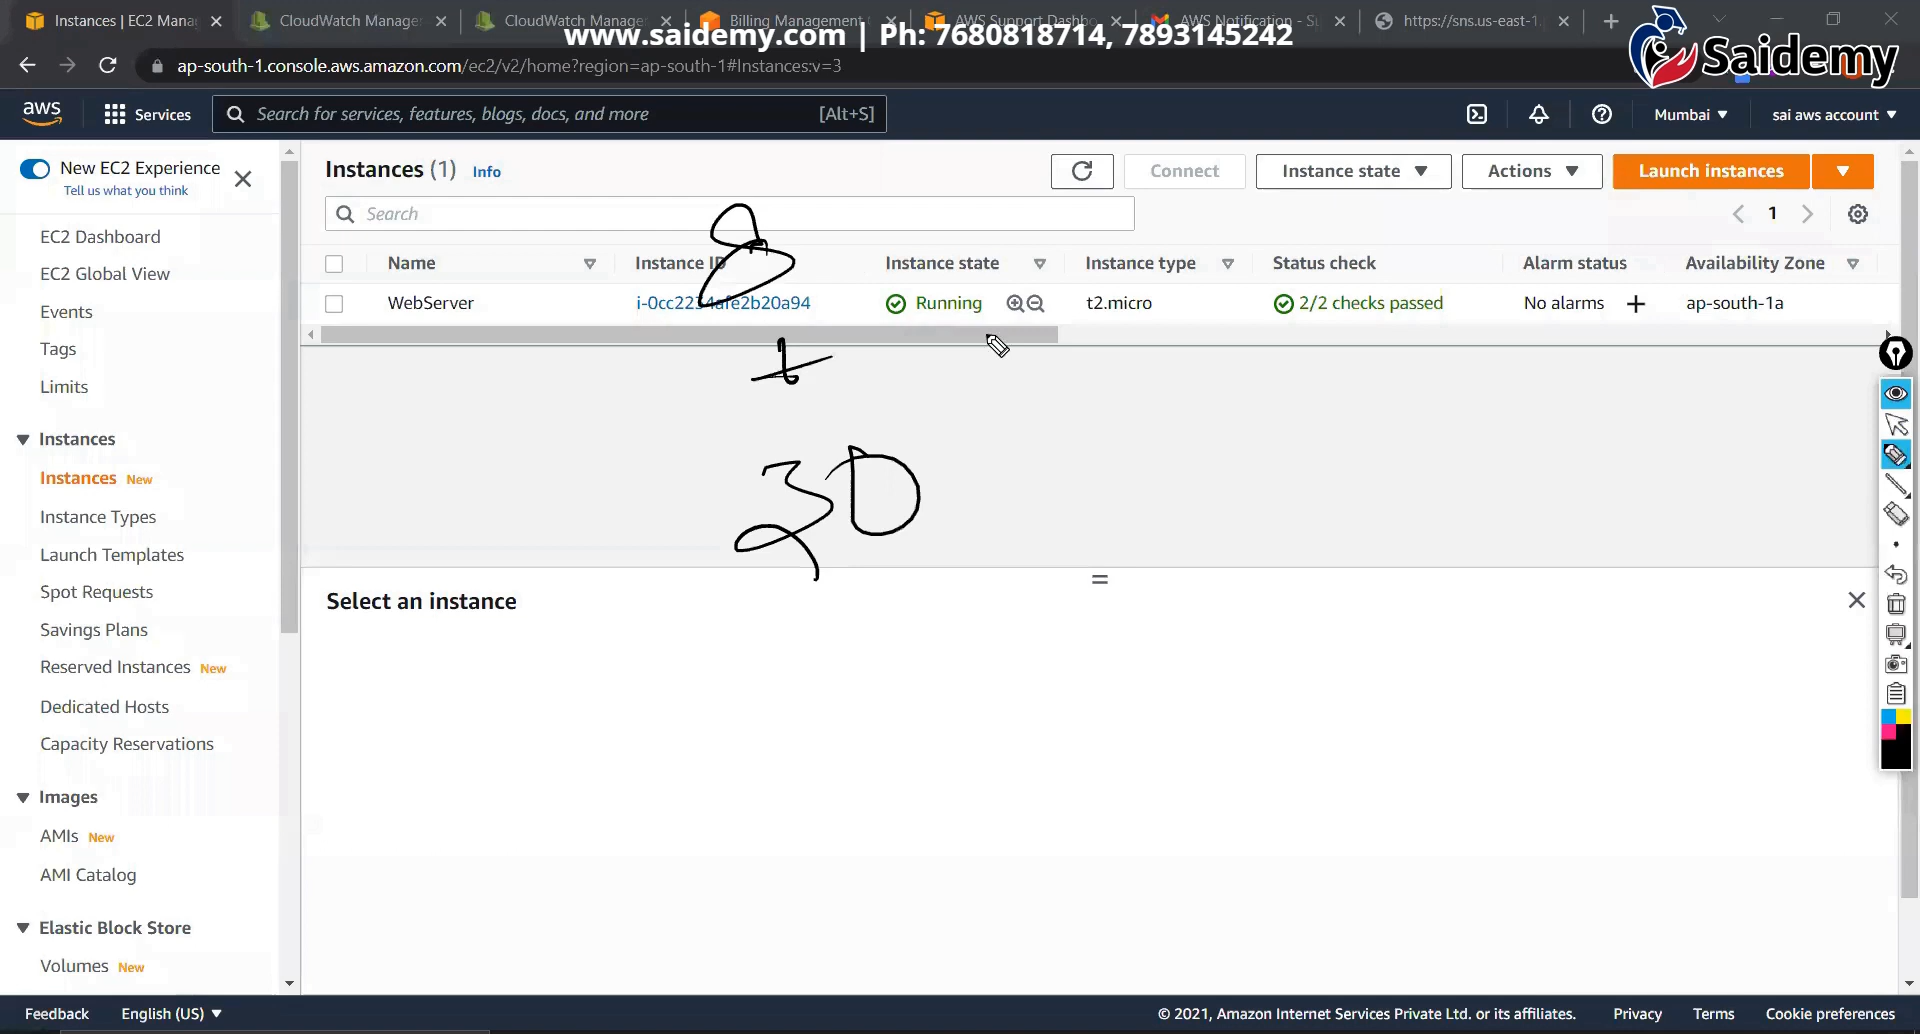 Instances | EC2 Mana
CloudWatch Manage
CloudWatch Manage
Billing Management
AWS Support Dashbo
AWS Notification - S
https://sns.us-east-1.
www.saidemy.com | Ph: 7680818714, 7893145242
Saidemy
ap-south-1.console.aws.amazon.com/ec2/v2/home?region=ap-south-1#Instances:v=3
aws
Services
Search for services, features, blogs, docs, and more
[Alt+S]
Mumbai
sai aws account
New EC2 Experience
Tell us what you think
EC2 Dashboard
EC2 Global View
Events
Tags
Limits
Instances
Instances New
Instance Types
Launch Templates
Spot Requests
Savings Plans
Reserved Instances New
Dedicated Hosts
Capacity Reservations
Images
AMIs New
AMI Catalog
Elastic Block Store
Volumes New
Instances (1) Info
Connect
Instance state
Actions
Launch instances
Search
1
Name
Instance ID
Instance state
Instance type
Status check
Alarm status
Availability Zone
WebServer
i-0cc2234afe2b20a94
Running
t2.micro
2/2 checks passed
No alarms
ap-south-1a
8
30
Select an instance
Feedback
English (US)
© 2021, Amazon Internet Services Private Ltd. or its affiliates.
Privacy
Terms
Cookie preferences